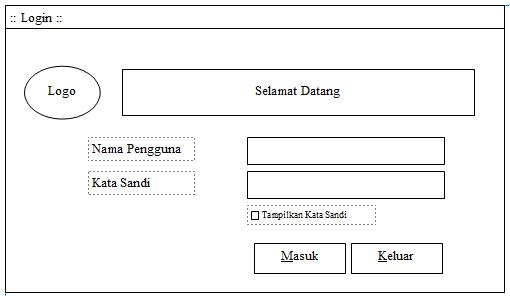 :: Login ::
Logo
Selamat Datang
Nama Pengguna
Kata Sandi
Tampilkan Kata Sandi
Masuk
Keluar